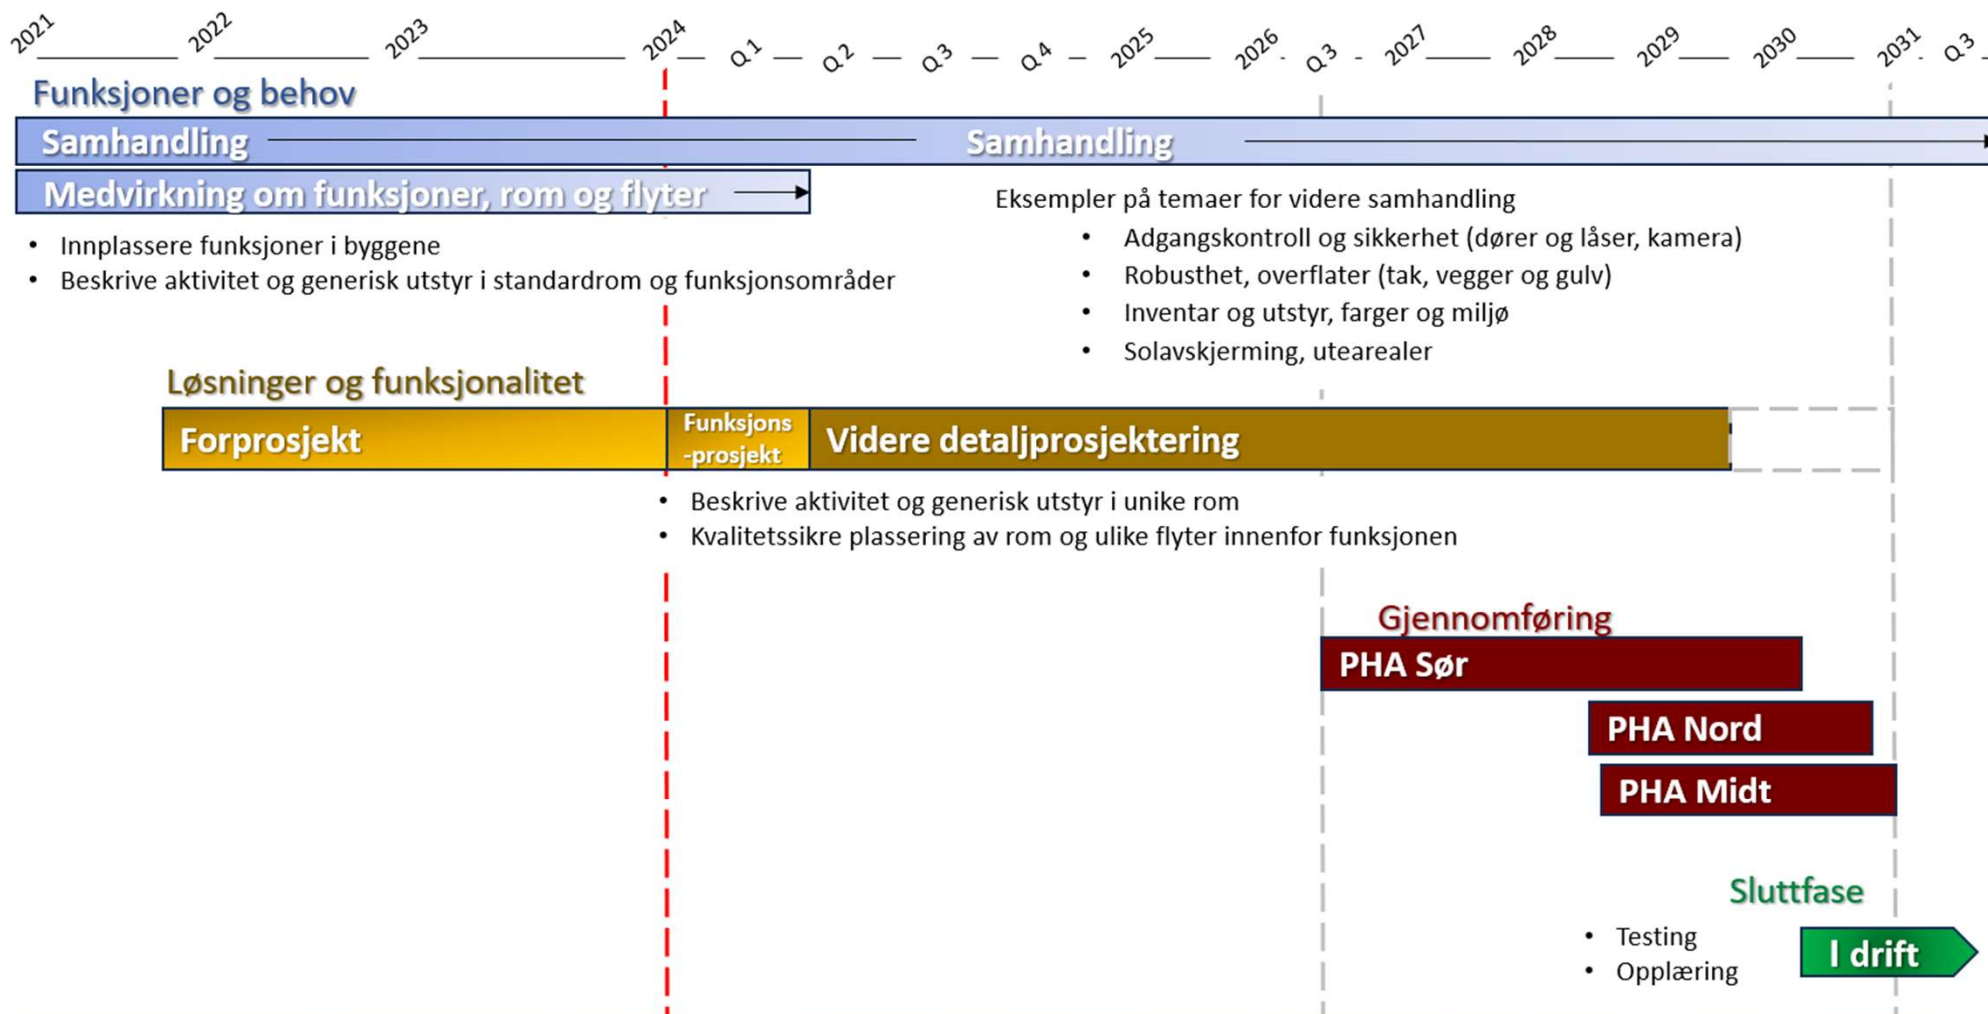 2021 2022 2023 2024 Q 1 Q 2 Q 3 Q 4 2025 2026 Q 3 2027 2028 2029 2030 2031 Q 3
Funksjoner og behov
Samhandling Samhandling
Medvirkning om funksjoner, rom og flyter
• Innplassere funksjoner i byggene
• Beskrive aktivitet og generisk utstyr i standardrom og funksjonsområder
Eksempler på temaer for videre samhandling
• Adgangskontroll og sikkerhet (dører og låser, kamera)
• Robusthet, overflater (tak, vegger og gulv)
• Inventar og utstyr, farger og miljø
• Solavskjerming, utearealer
Løsninger og funksjonalitet
Forprosjekt
Funksjons
-prosjekt
Videre detaljprosjektering
• Beskrive aktivitet og generisk utstyr i unike rom
• Kvalitetssikre plassering av rom og ulike flyter innenfor funksjonen
Gjennomføring
PHA Sør
PHA Nord
PHA Midt
Sluttfase
• Testing
• Opplæring
I drift